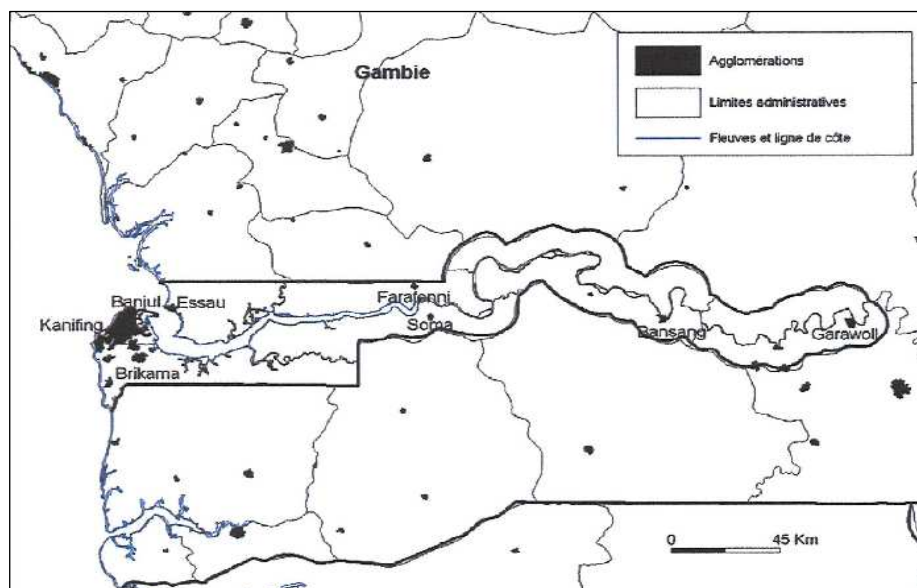 Gambie
Agglomérations
Limites administratives
Fleuves et ligne de côte
Banjul
Essau
Farafenni
Kanifing
Soma
Bansang
Garawoll
Brikama
0 45 Km